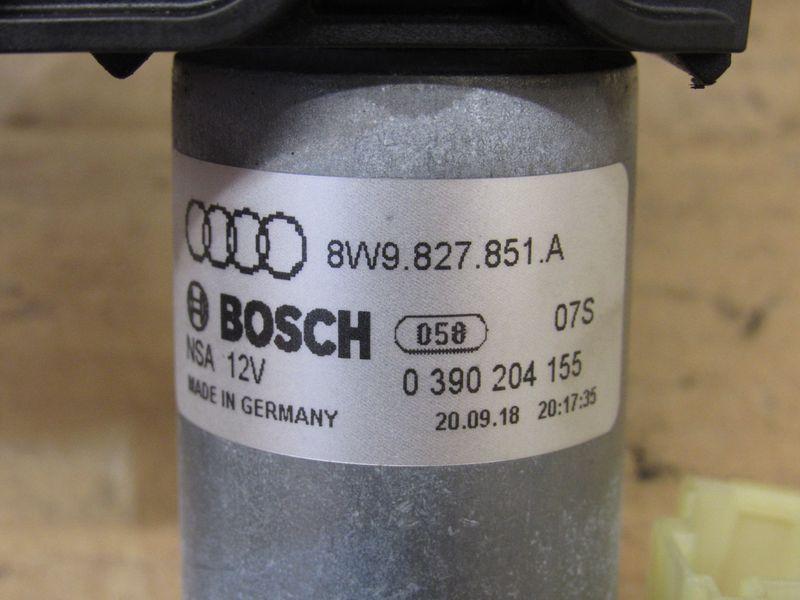 8W9.827.851.A
BOSCH 058 07S
NSA 12V 0 390 204 155
MADE IN GERMANY 20.09.18 20:17:35